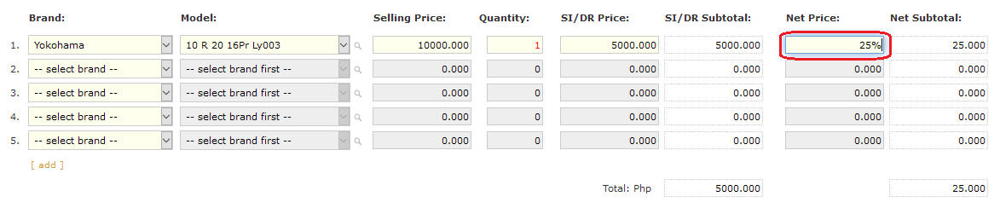 Brand: Model: Selling Price: Quantity: SI/DR Price: SI/DR Subtotal: Net Price: Net Subtotal:
1. Yokohama 10 R 20 16Pr Ly003 10000.000 1 5000.000 5000.000 25% 25.000
2. -- select brand -- -- select brand first -- 0.000 0 0.000 0.000 0.000 0.000
3. -- select brand -- -- select brand first -- 0.000 0 0.000 0.000 0.000 0.000
4. -- select brand -- -- select brand first -- 0.000 0 0.000 0.000 0.000 0.000
5. -- select brand -- -- select brand first -- 0.000 0 0.000 0.000 0.000 0.000
[ add ]
Total: Php 5000.000 25.000